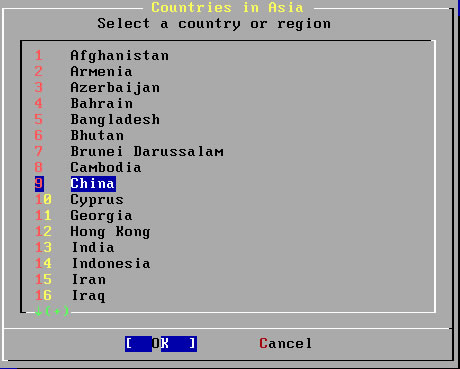 Countries in Asia
Select a country or region
1 Afghanistan
2 Armenia
3 Azerbaijan
4 Bahrain
5 Bangladesh
6 Bhutan
7 Brunei Darussalam
8 Cambodia
9 China
10 Cyprus
11 Georgia
12 Hong Kong
13 India
14 Indonesia
15 Iran
16 Iraq
↓(+)
[ OK ] Cancel